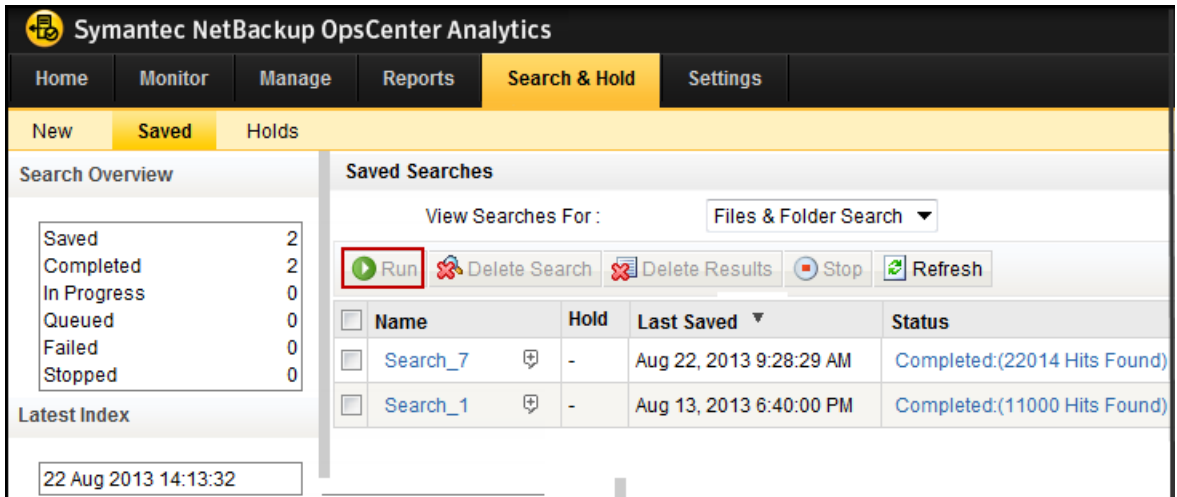 Symantec NetBackup OpsCenter Analytics
Home Monitor Manage Reports Search & Hold Settings
New Saved Holds
Search Overview
Saved 2
Completed 2
In Progress 0
Queued 0
Failed 0
Stopped 0
Latest Index
22 Aug 2013 14:13:32
Saved Searches
View Searches For : Files & Folder Search
Run Delete Search Delete Results Stop Refresh
Name Hold Last Saved Status
Search_7 - Aug 22, 2013 9:28:29 AM Completed:(22014 Hits Found)
Search_1 - Aug 13, 2013 6:40:00 PM Completed:(11000 Hits Found)